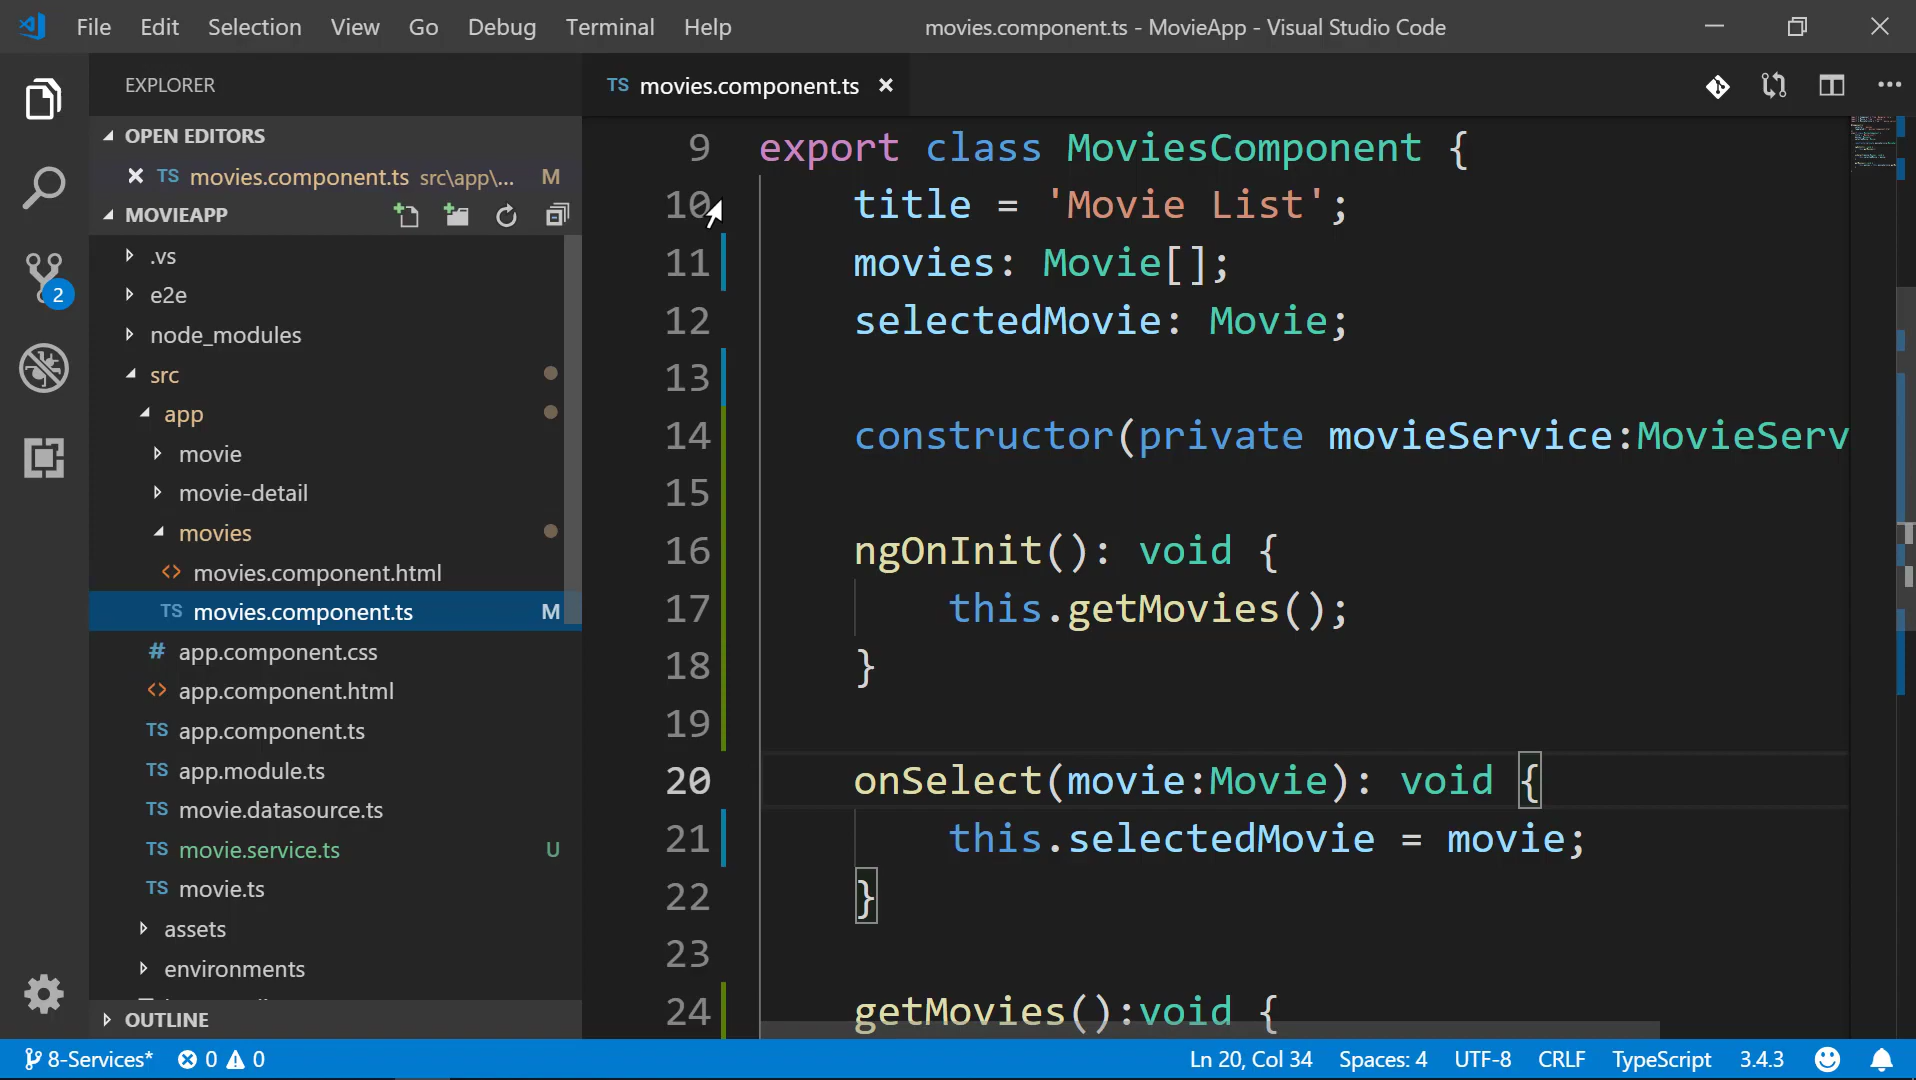 File Edit Selection View Go Debug Terminal Help movies.component.ts - MovieApp - Visual Studio Code
EXPLORER
TS movies.component.ts
OPEN EDITORS
TS movies.component.ts src\app\... M
MOVIEAPP
.vs
e2e
node_modules
src
app
movie
movie-detail
movies
<> movies.component.html
TS movies.component.ts M
# app.component.css
<> app.component.html
TS app.component.ts
TS app.module.ts
TS movie.datasource.ts
TS movie.service.ts U
TS movie.ts
assets
environments
OUTLINE
2
9 export class MoviesComponent {
10 title = 'Movie List';
11 movies: Movie[];
12 selectedMovie: Movie;
13
14 constructor(private movieService:MovieServ
15
16 ngOnInit(): void {
17 this.getMovies();
18 }
19
20 onSelect(movie:Movie): void {
21 this.selectedMovie = movie;
22 }
23
24 getMovies():void {
8-Services* 0 0 Ln 20, Col 34 Spaces: 4 UTF-8 CRLF TypeScript 3.4.3